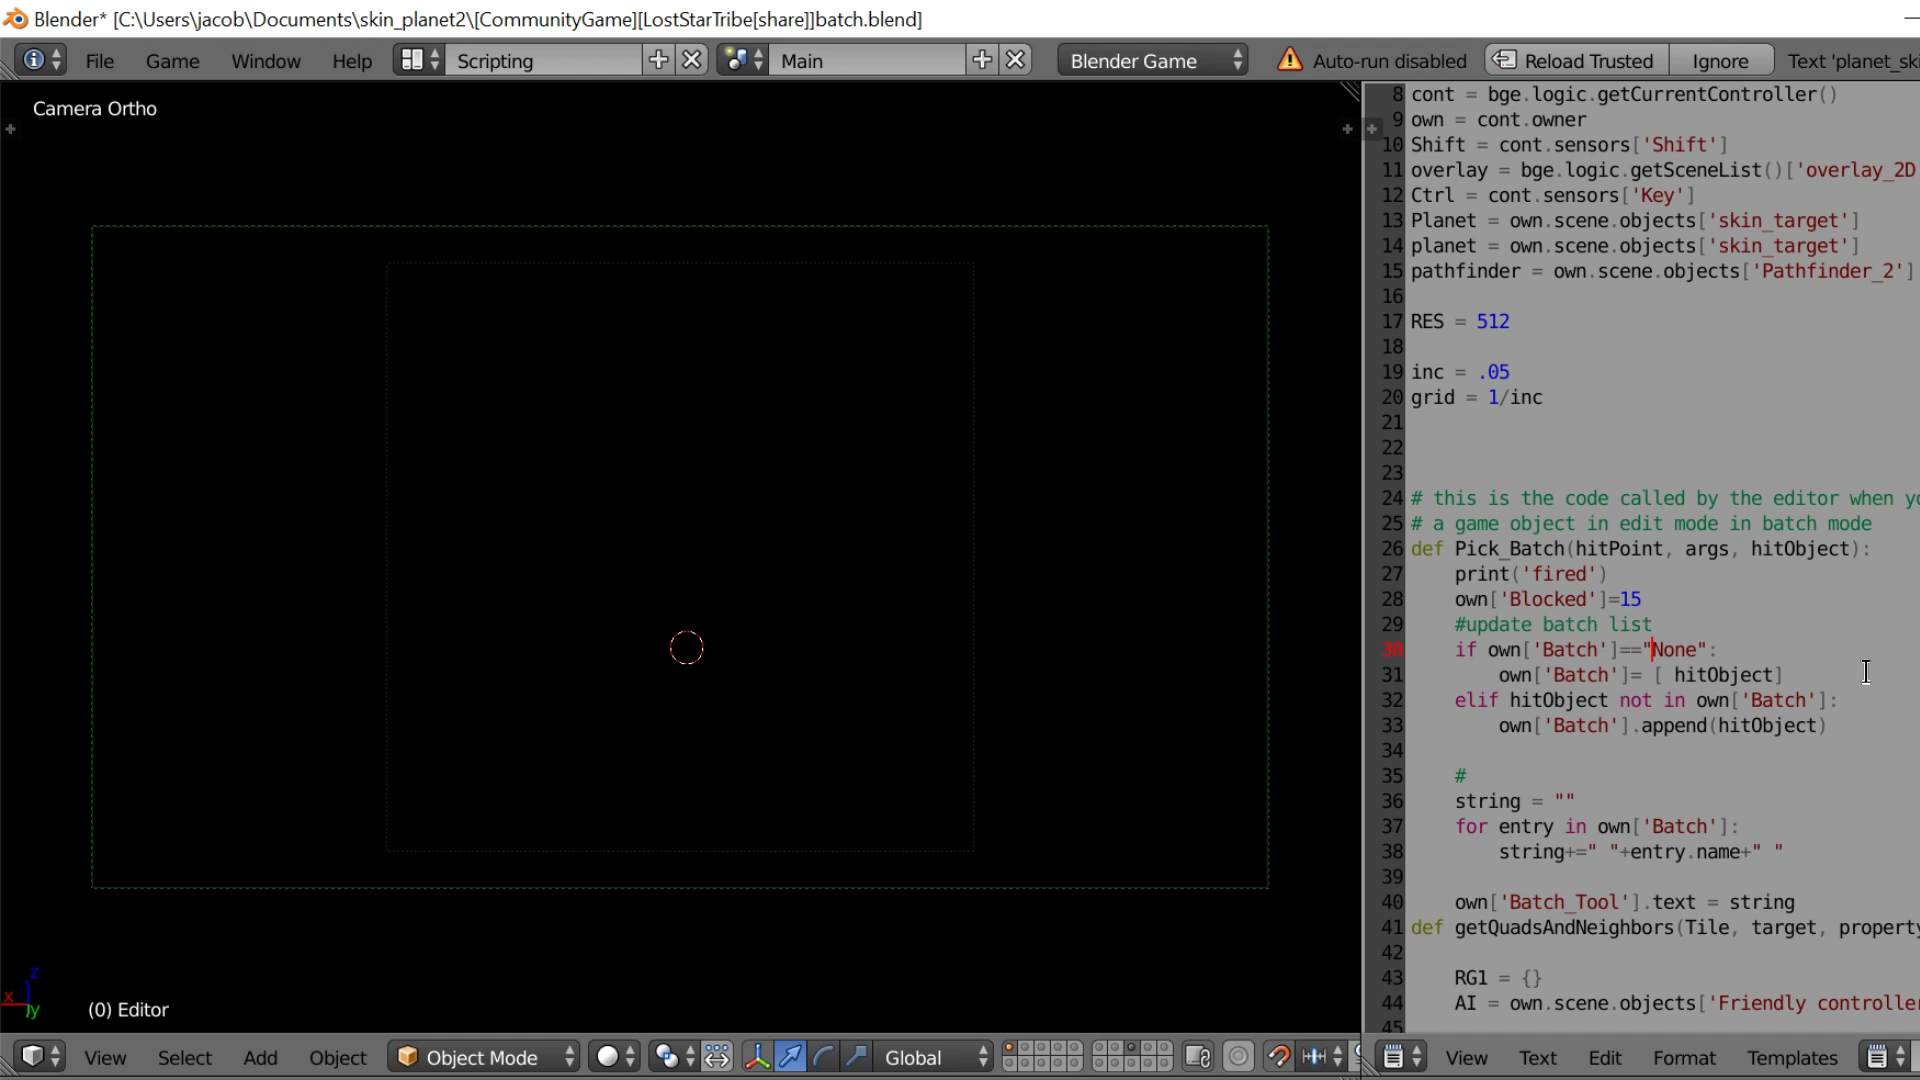 Blender* [C:\Users\jacob\Documents\skin_planet2\[CommunityGame][LostStarTribe[share]]batch.blend]
File Game Window Help Scripting Main Blender Game Auto-run disabled Reload Trusted Ignore Text 'planet_sk
Camera Ortho
8 cont = bge.logic.getCurrentController()
9 own = cont.owner
10 Shift = cont.sensors['Shift']
11 overlay = bge.logic.getSceneList()['overlay_2D
12 Ctrl = cont.sensors['Key']
13 Planet = own.scene.objects['skin_target']
14 planet = own.scene.objects['skin_target']
15 pathfinder = own.scene.objects['Pathfinder_2']
16
17 RES = 512
18
19 inc = .05
20 grid = 1/inc
21
22
23
24 # this is the code called by the editor when yo
25 # a game object in edit mode in batch mode
26 def Pick_Batch(hitPoint, args, hitObject):
27 print('fired')
28 own['Blocked']=15
29 #update batch list
30 if own['Batch']=="None":
31 own['Batch']= [ hitObject]
32 elif hitObject not in own['Batch']:
33 own['Batch'].append(hitObject)
34
35 #
36 string = ""
37 for entry in own['Batch']:
38 string+=" "+entry.name+" "
39
40 own['Batch_Tool'].text = string
41 def getQuadsAndNeighbors(Tile, target, property
42
43 RG1 = {}
44 AI = own.scene.objects['Friendly controller
45
z
x
y
(0) Editor
View Select Add Object Object Mode Global
View Text Edit Format Templates